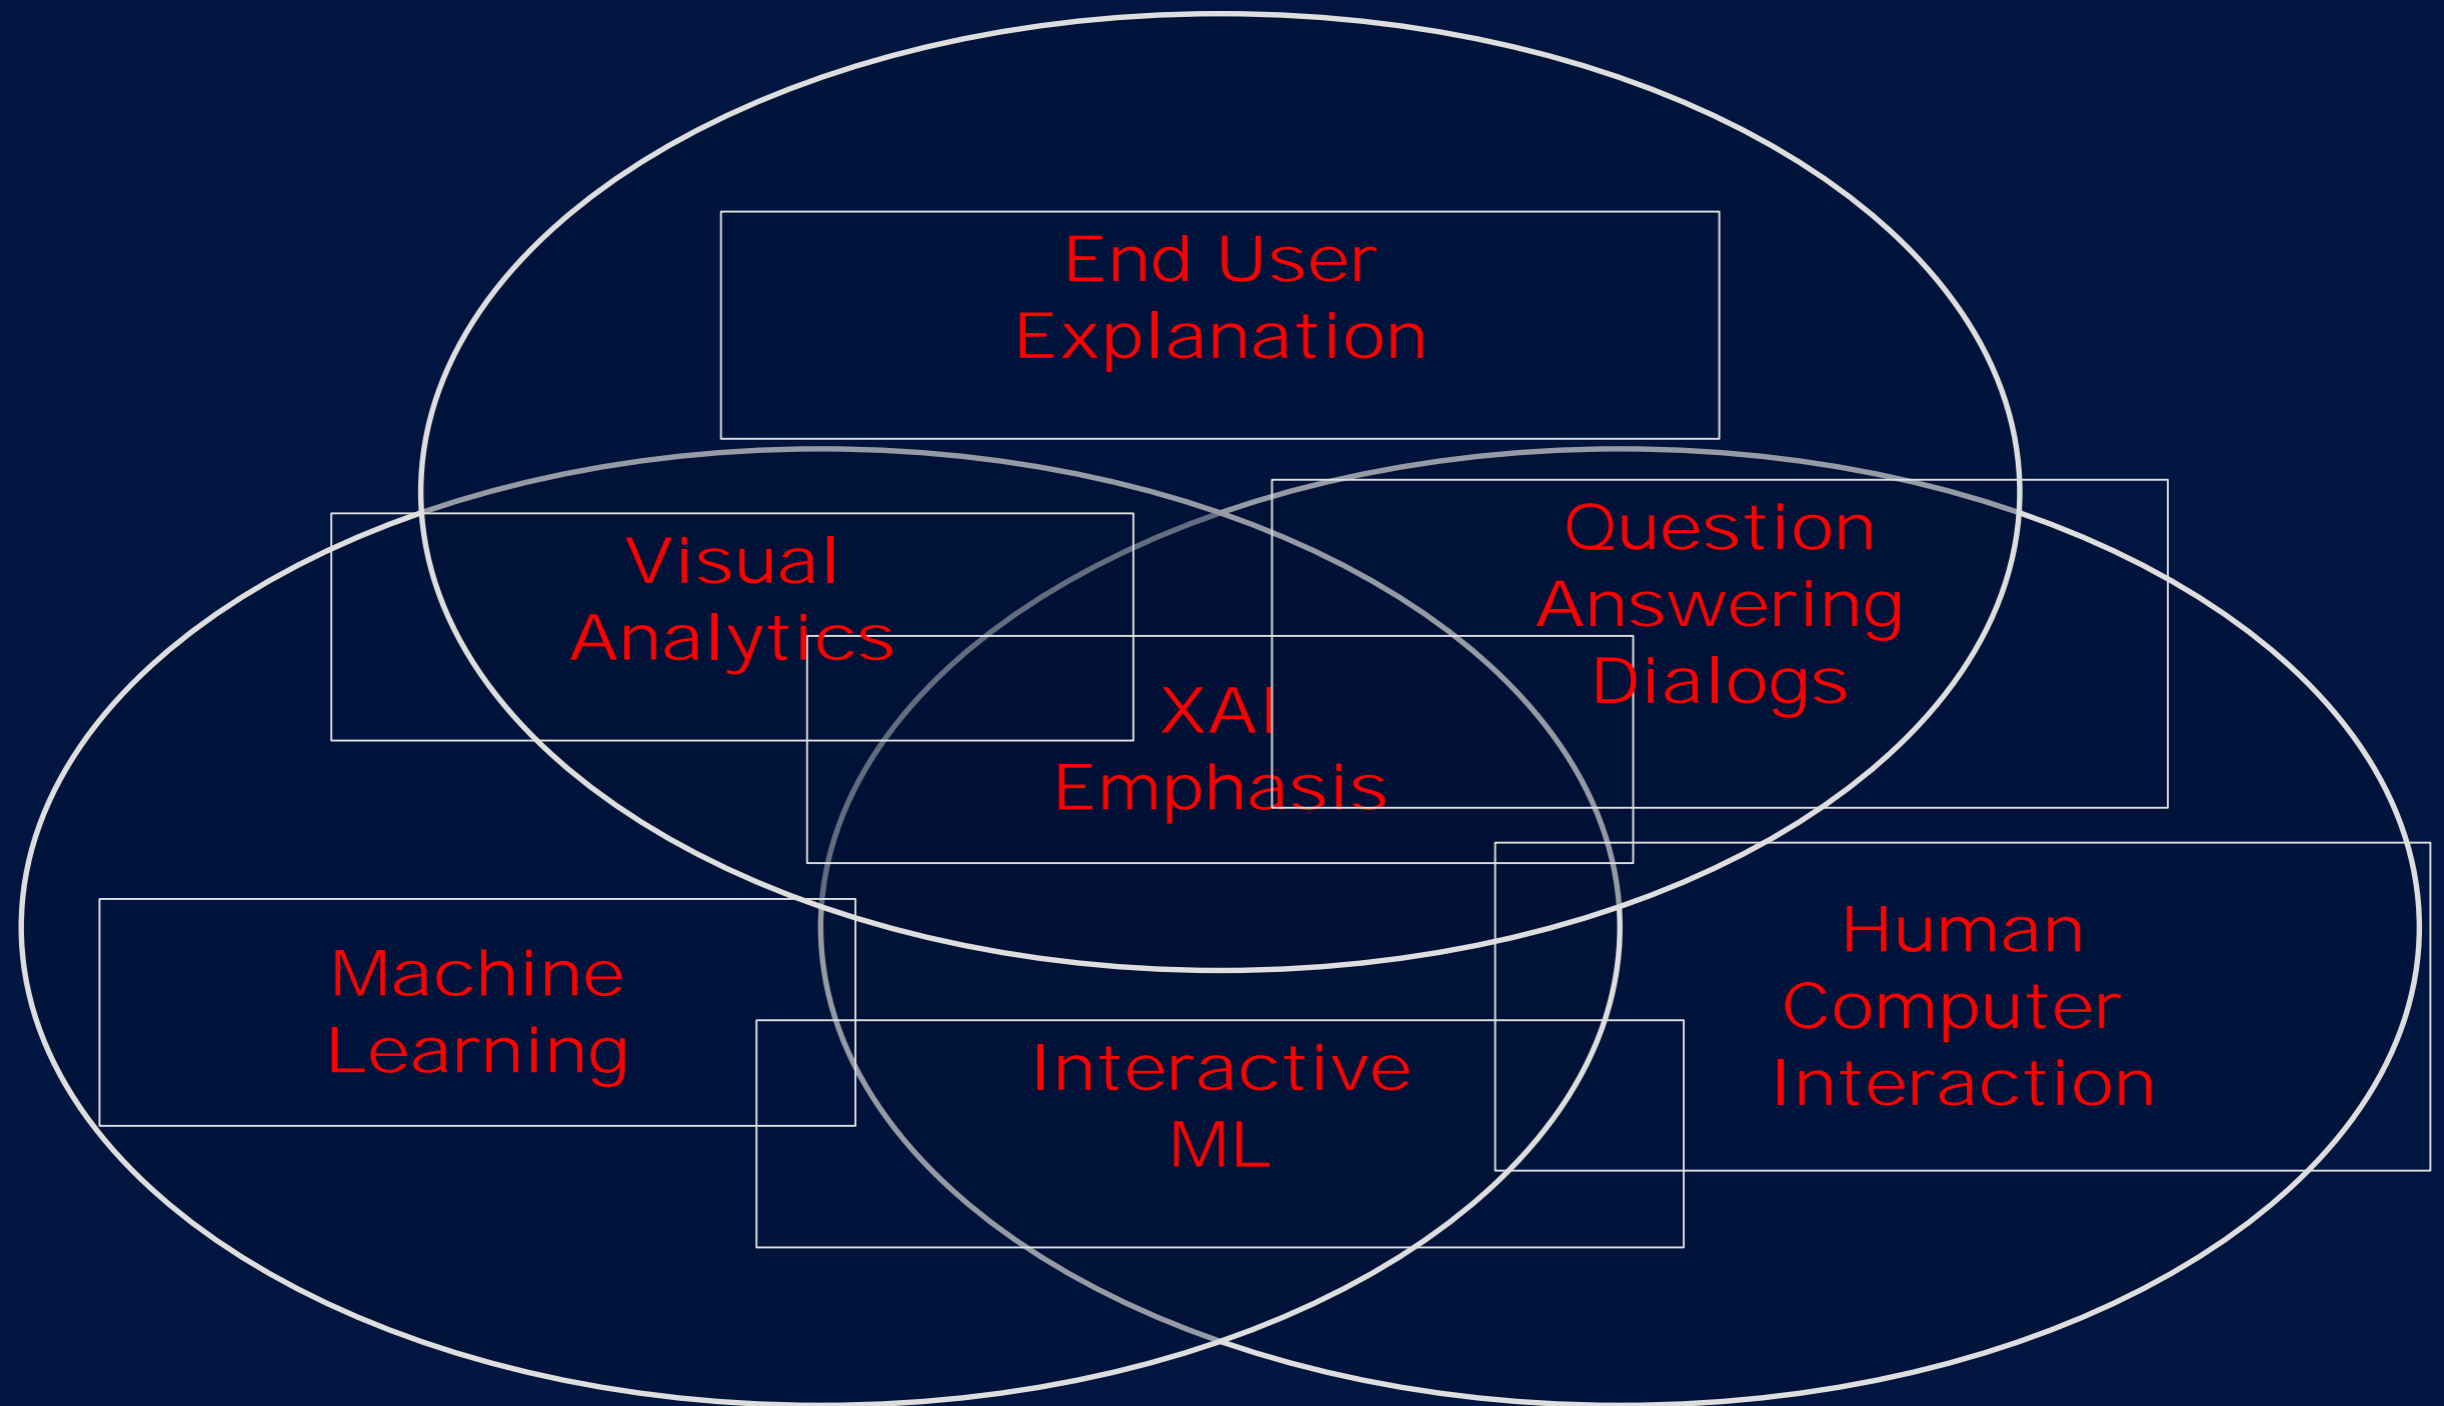 End User
Explanation
Visual
Analytics
Question
Answering
Dialogs
XAI
Emphasis
Machine
Learning
Human
Computer
Interaction
Interactive
ML